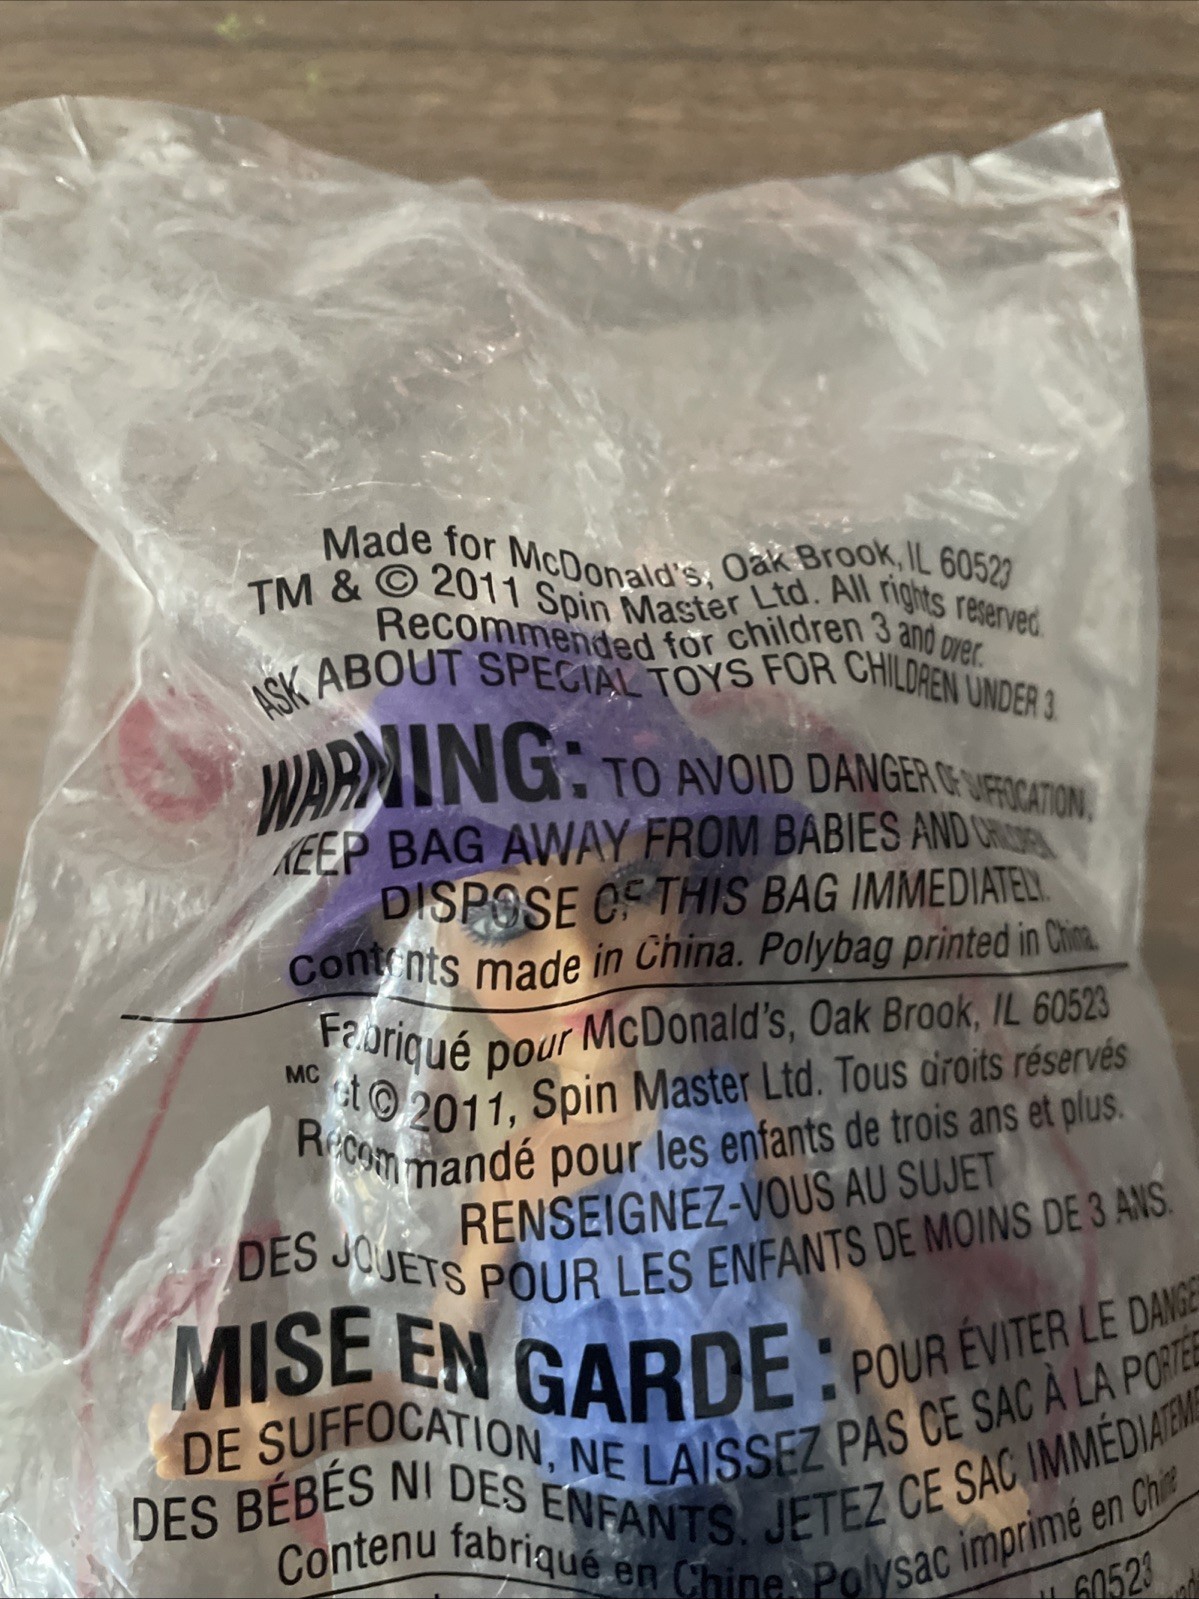 Made for McDonald's, Oak Brook, IL 60523
TM & © 2011 Spin Master Ltd. All rights reserved.
Recommended for children 3 and over.
ASK ABOUT SPECIAL TOYS FOR CHILDREN UNDER 3.
WARNING: TO AVOID DANGER OF SUFFOCATION,
KEEP BAG AWAY FROM BABIES AND CHILDREN
DISPOSE OF THIS BAG IMMEDIATELY.
Contents made in China. Polybag printed in China.
Fabriqué pour McDonald's, Oak Brook, IL 60523
MC et © 2011, Spin Master Ltd. Tous droits réservés
Recommandé pour les enfants de trois ans et plus.
RENSEIGNEZ-VOUS AU SUJET
DES JOUETS POUR LES ENFANTS DE MOINS DE 3 ANS.
MISE EN GARDE : POUR ÉVITER LE DANGE
DE SUFFOCATION, NE LAISSEZ PAS CE SAC À LA PORTÉE
DES BÉBÉS NI DES ENFANTS. JETEZ CE SAC IMMÉDIATEM
Contenu fabriqué en Chine. Polysac imprimé en Chine
60523